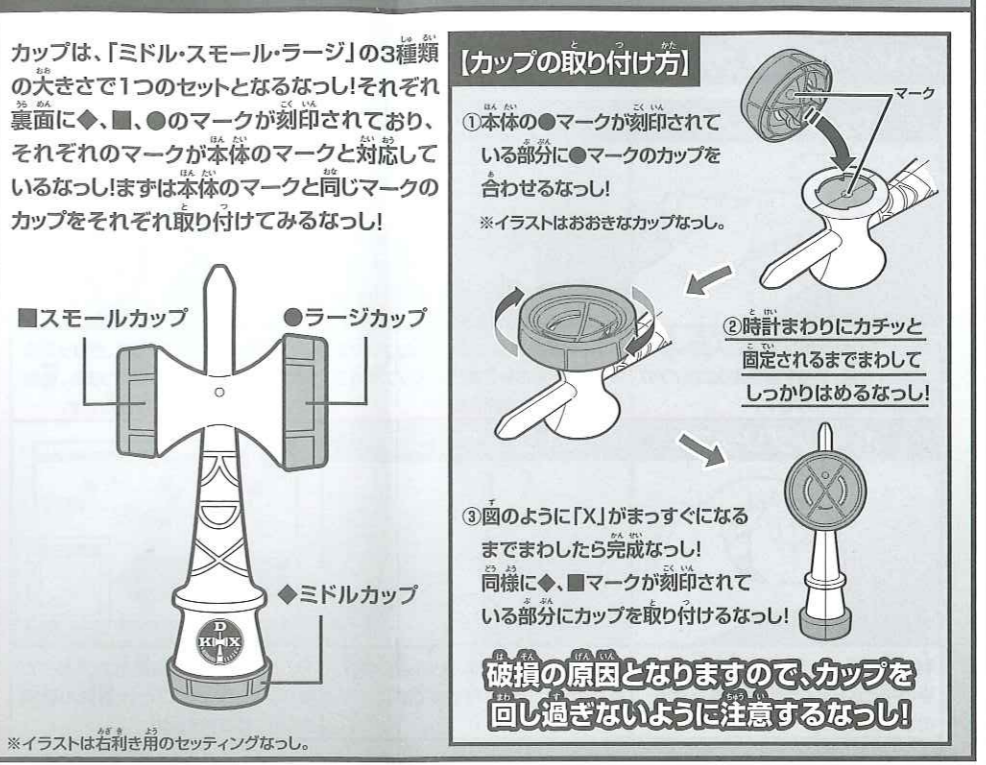 カップは、「ミドル・スモール・ラージ」の3種類
の大きさで1つのセットとなるなっし!それぞれ
裏面に◆、■、●のマークが刻印されており、
それぞれのマークが本体のマークと対応して
いるなっし!まずは本体のマークと同じマークの
カップをそれぞれ取り付けてみるなっし!
■スモールカップ
●ラージカップ
◆ミドルカップ
D
K X
※イラストは右利き用のセッティングなっし。
【カップの取り付け方】
マーク
①本体の●マークが刻印されて
いる部分に●マークのカップを
合わせるなっし!
※イラストはおおきなカップなっし。
②時計まわりにカチッと
固定されるまでまわして
しっかりはめるなっし!
③図のように「X」がまっすぐになる
までまわしたら完成なっし!
同様に◆、■マークが刻印されて
いる部分にカップを取り付けるなっし!
破損の原因となりますので、カップを
回し過ぎないように注意するなっし!